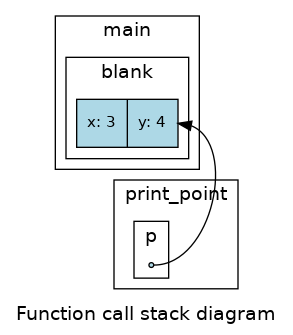 main
blank
x: 3 y: 4
print_point
p
Function call stack diagram